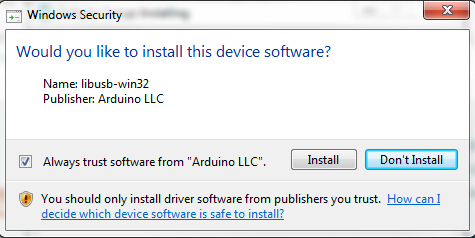 Windows Security
Would you like to install this device software?
Name: libusb-win32
Publisher: Arduino LLC
Always trust software from "Arduino LLC".
Install
Don't Install
You should only install driver software from publishers you trust. How can I
decide which device software is safe to install?